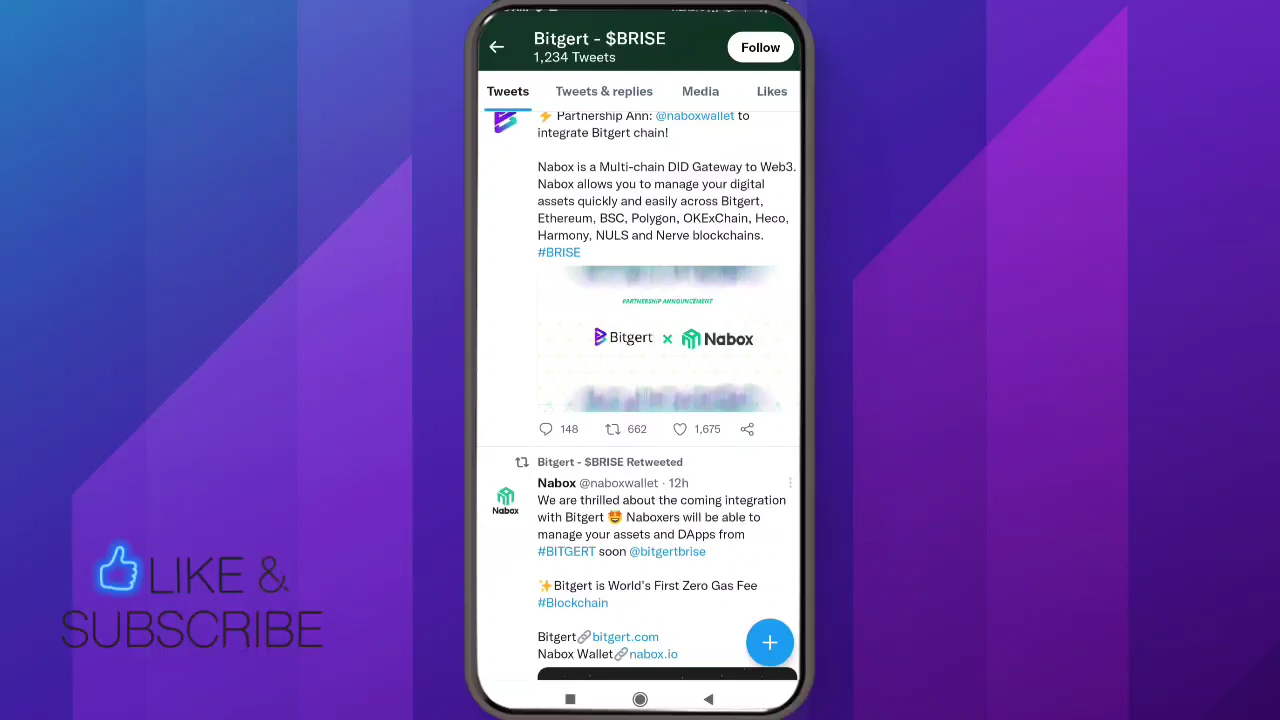 Bitgert - $BRISE
1,234 Tweets
Follow
Tweets
Tweets & replies
Media
Likes
⚡ Partnership Ann: @naboxwallet to
integrate Bitgert chain!
Nabox is a Multi-chain DID Gateway to Web3.
Nabox allows you to manage your digital
assets quickly and easily across Bitgert,
Ethereum, BSC, Polygon, OKExChain, Heco,
Harmony, NULS and Nerve blockchains.
#BRISE
PARTNERSHIP ANNOUNCEMENT
Bitgert × Nabox
148 662 1,675
Bitgert - $BRISE Retweeted
Nabox @naboxwallet · 12h
Nabox
We are thrilled about the coming integration
with Bitgert 🤩 Naboxers will be able to
manage your assets and DApps from
#BITGERT soon @bitgertbrise
✨Bitgert is World's First Zero Gas Fee
#Blockchain
Bitgert🔗bitgert.com
Nabox Wallet🔗nabox.io
LIKE &
SUBSCRIBE